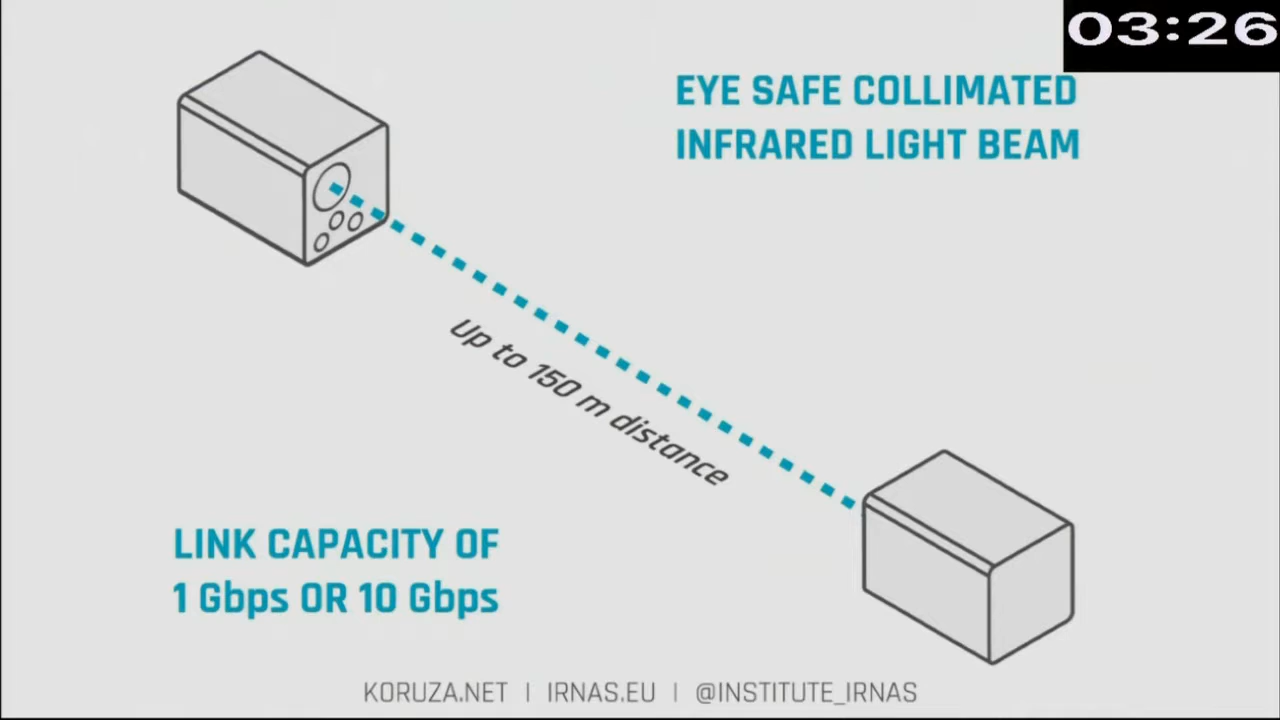 03:26
EYE SAFE COLLIMATED
INFRARED LIGHT BEAM
Up to 150 m distance
LINK CAPACITY OF
1 Gbps OR 10 Gbps
KORUZA.NET | IRNAS.EU | @INSTITUTE_IRNAS